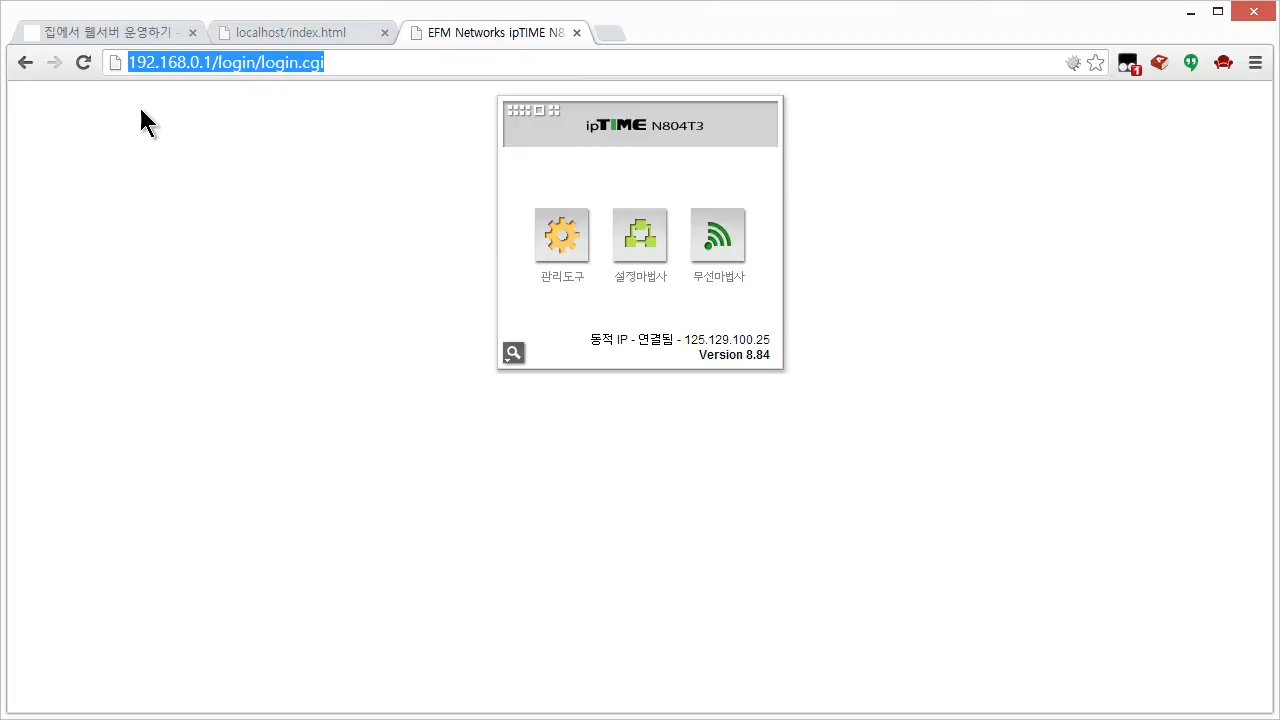 집에서 웹서버 운영하기 -
localhost/index.html
EFM Networks ipTIME N8
192.168.0.1/login/login.cgi
1
ipTIME N804T3
관리도구
설정마법사
무선마법사
동적 IP - 연결됨 - 125.129.100.25
Version 8.84